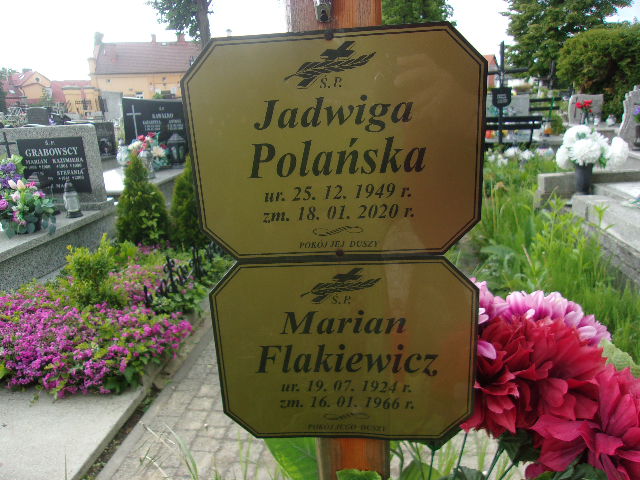 Ś.P.
Jadwiga
Polańska
ur. 25. 12. 1949 r.
zm. 18. 01. 2020 r.
POKÓJ JEJ DUSZY
Ś.P.
Marian
Flakiewicz
ur. 19. 07. 1924 r.
zm. 16. 01. 1966 r.
POKÓJ JEGO DUSZY
Ś.P.
GRABOWSCY
MARIAN KAZIMIERA
STEFANIA
KAWAŁKO